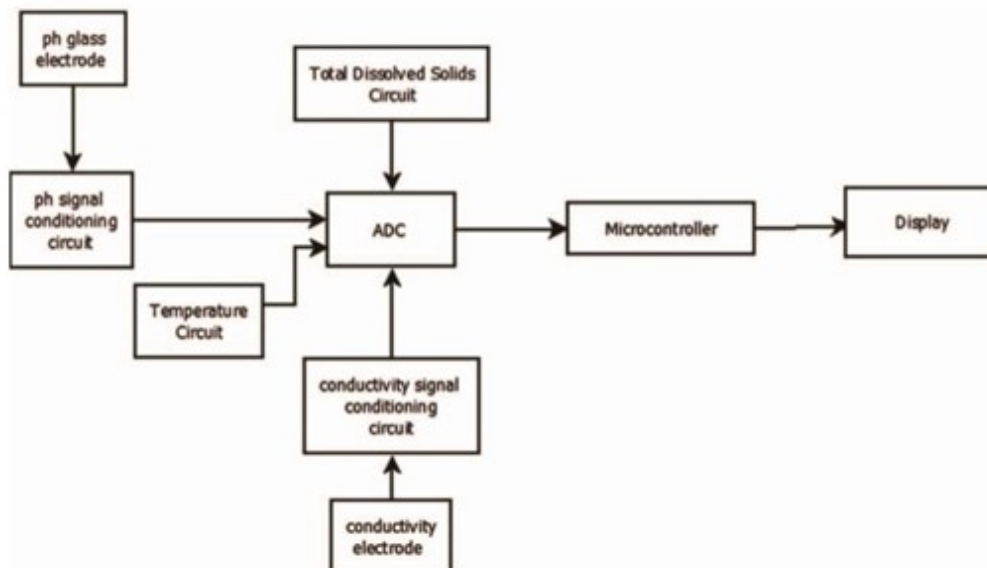 ph glass
electrode
Total Dissolved Solids
Circuit
ph signal
conditioning
circuit
ADC
Microcontroller
Display
Temperature
Circuit
conductivity signal
conditioning
circuit
conductivity
electrode